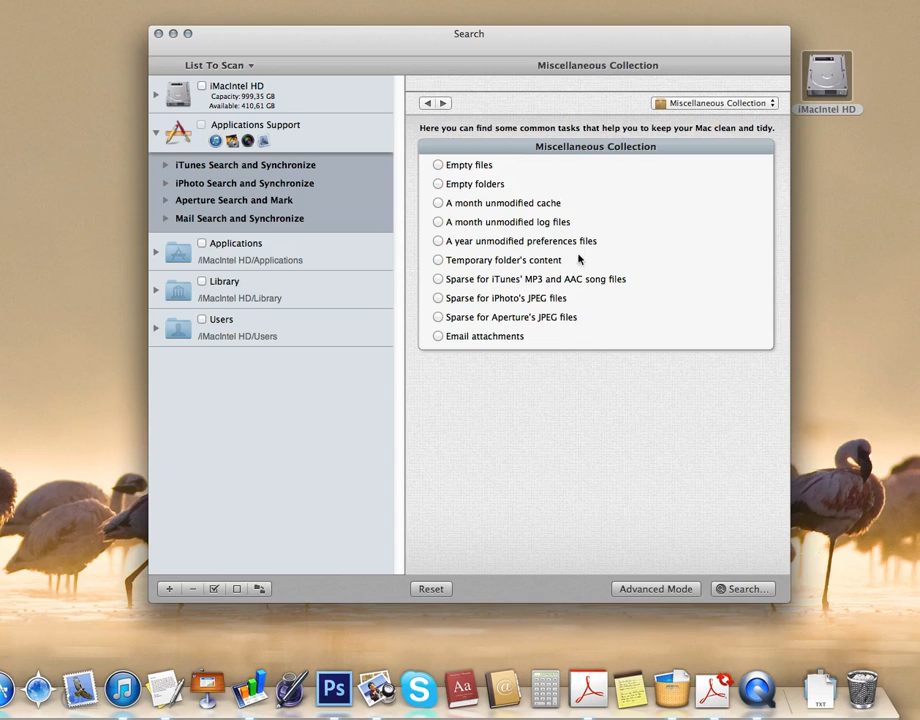 Search
List To Scan
Miscellaneous Collection
iMacIntel HD
Capacity: 999,35 GB
Available: 410,61 GB
Applications Support
iTunes Search and Synchronize
iPhoto Search and Synchronize
Aperture Search and Mark
Mail Search and Synchronize
Applications
/iMacIntel HD/Applications
Library
/iMacIntel HD/Library
Users
/iMacIntel HD/Users
Miscellaneous Collection
Here you can find some common tasks that help you to keep your Mac clean and tidy.
Miscellaneous Collection
Empty files
Empty folders
A month unmodified cache
A month unmodified log files
A year unmodified preferences files
Temporary folder's content
Sparse for iTunes' MP3 and AAC song files
Sparse for iPhoto's JPEG files
Sparse for Aperture's JPEG files
Email attachments
Reset
Advanced Mode
Search...
iMacIntel HD
Ps
Aa
@
TXT